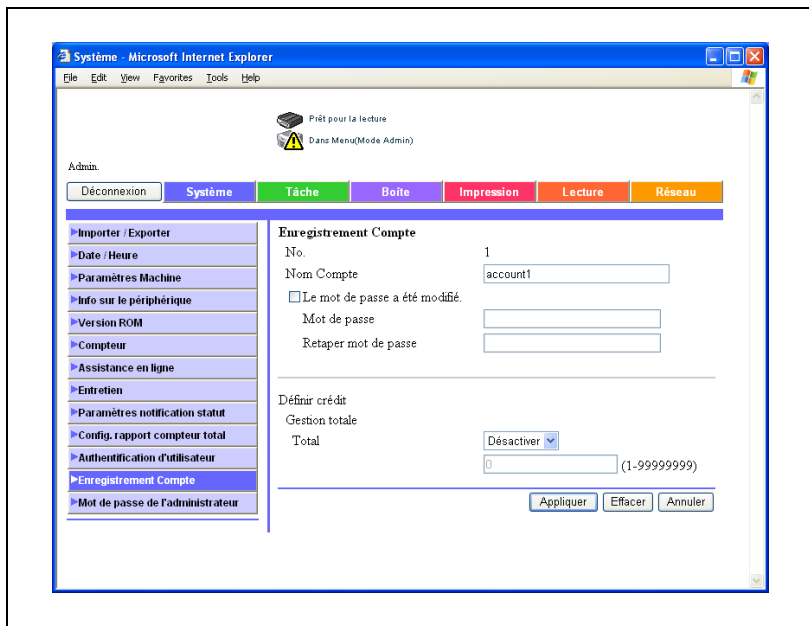 Système - Microsoft Internet Explorer
File Edit View Favorites Tools Help
Prêt pour la lecture
Dans Menu(Mode Admin)
Admin.
Déconnexion Système Tâche Boîte Impression Lecture Réseau
Importer / Exporter
Date / Heure
Paramètres Machine
Info sur le périphérique
Version ROM
Compteur
Assistance en ligne
Entretien
Paramètres notification statut
Config. rapport compteur total
Authentification d'utilisateur
Enregistrement Compte
Mot de passe de l'administrateur
Enregistrement Compte
No. 1
Nom Compte account1
Le mot de passe a été modifié.
Mot de passe
Retaper mot de passe
Définir crédit
Gestion totale
Total Désactiver
0 (1-99999999)
Appliquer Effacer Annuler